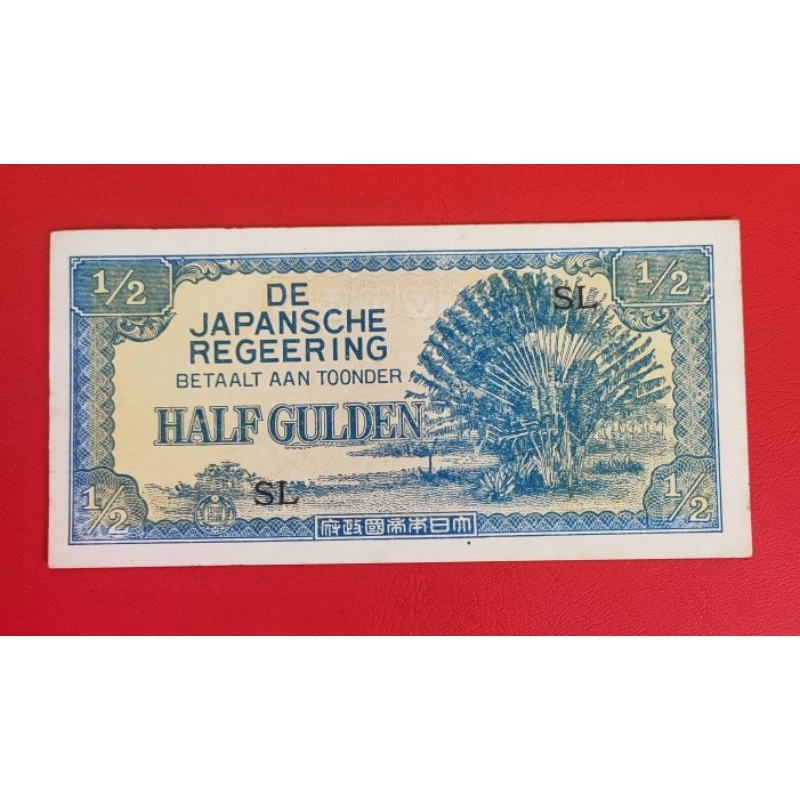 1/2
1/2
SL
DE
JAPANSCHE
REGEERING
BETAALT AAN TOONDER
HALF GULDEN
SL
1/2
1/2
府政國帝本日大